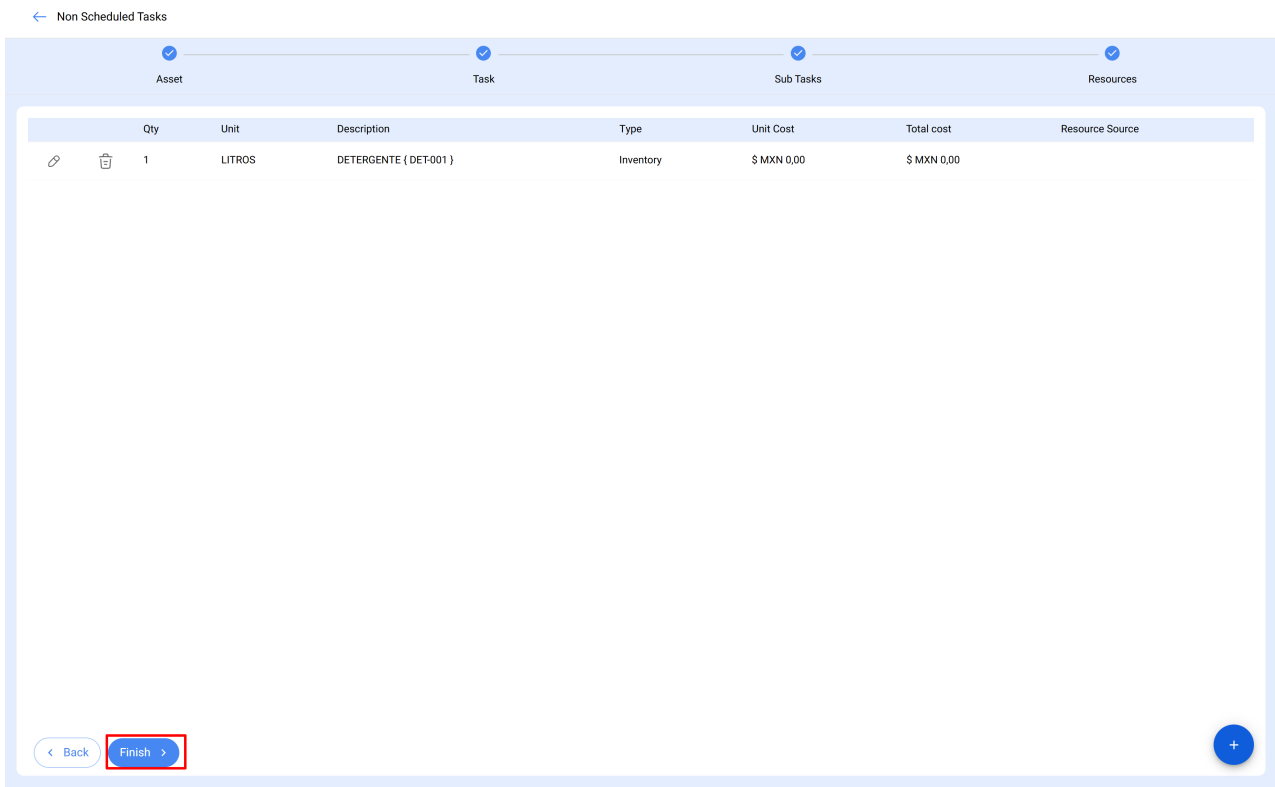 Non Scheduled Tasks
Asset Task Sub Tasks Resources
Qty Unit Description Type Unit Cost Total cost Resource Source
1 LITROS DETERGENTE { DET-001 } Inventory $ MXN 0,00 $ MXN 0,00
Back Finish